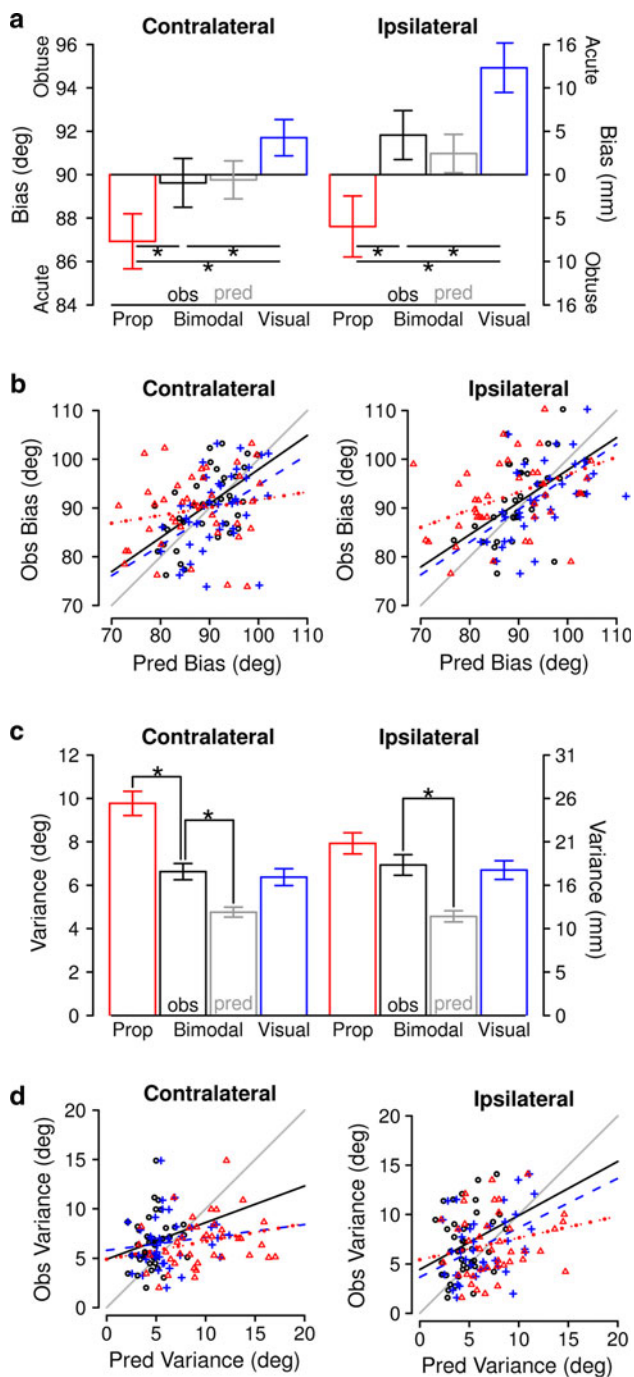 a
Contralateral
Ipsilateral
Obtuse
Acute
Bias (deg)
96
94
92
90
88
86
84
16
10
5
0
5
10
16
Acute
Obtuse
Bias (mm)
*
*
*
*
*
*
obs
pred
obs
pred
Prop
Bimodal
Visual
Prop
Bimodal
Visual
b
Contralateral
Ipsilateral
Obs Bias (deg)
110
100
90
80
70
70
80
90
100
110
Pred Bias (deg)
Obs Bias (deg)
110
100
90
80
70
70
80
90
100
110
Pred Bias (deg)
c
Contralateral
Ipsilateral
Variance (deg)
12
10
8
6
4
2
0
31
26
21
16
10
5
0
Variance (mm)
*
*
*
obs
pred
obs
pred
Prop
Bimodal
Visual
Prop
Bimodal
Visual
d
Contralateral
Ipsilateral
Obs Variance (deg)
20
15
10
5
0
0
5
10
15
20
Pred Variance (deg)
Obs Variance (deg)
20
15
10
5
0
0
5
10
15
20
Pred Variance (deg)